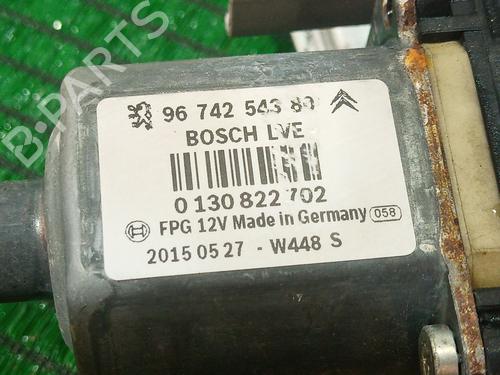 96 742 543 80
BOSCH LVE
0 130 822 702
FPG 12V Made in Germany 058
2015 05 27 - W448 S
B-PARTS